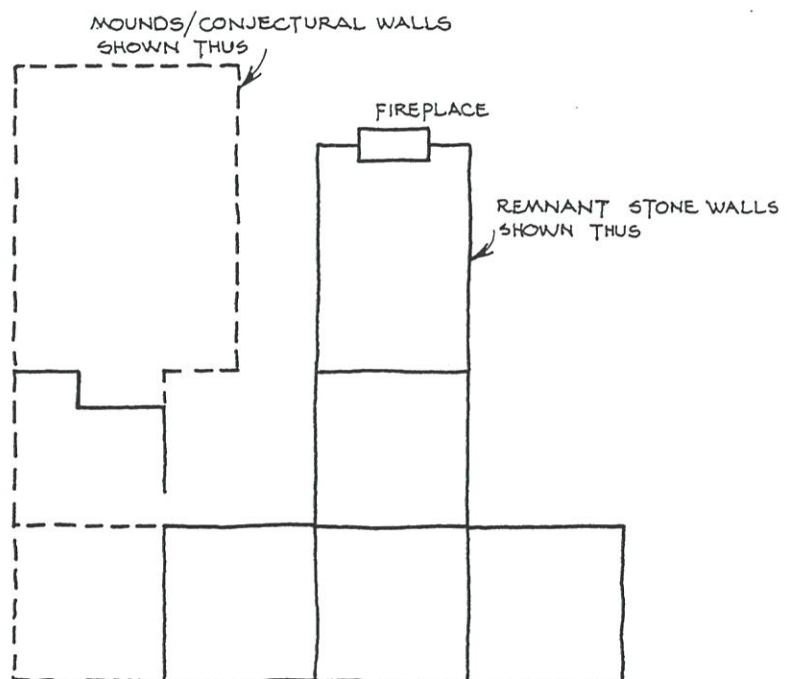 MOUNDS/CONJECTURAL WALLS
SHOWN THUS
FIREPLACE
REMNANT STONE WALLS
SHOWN THUS